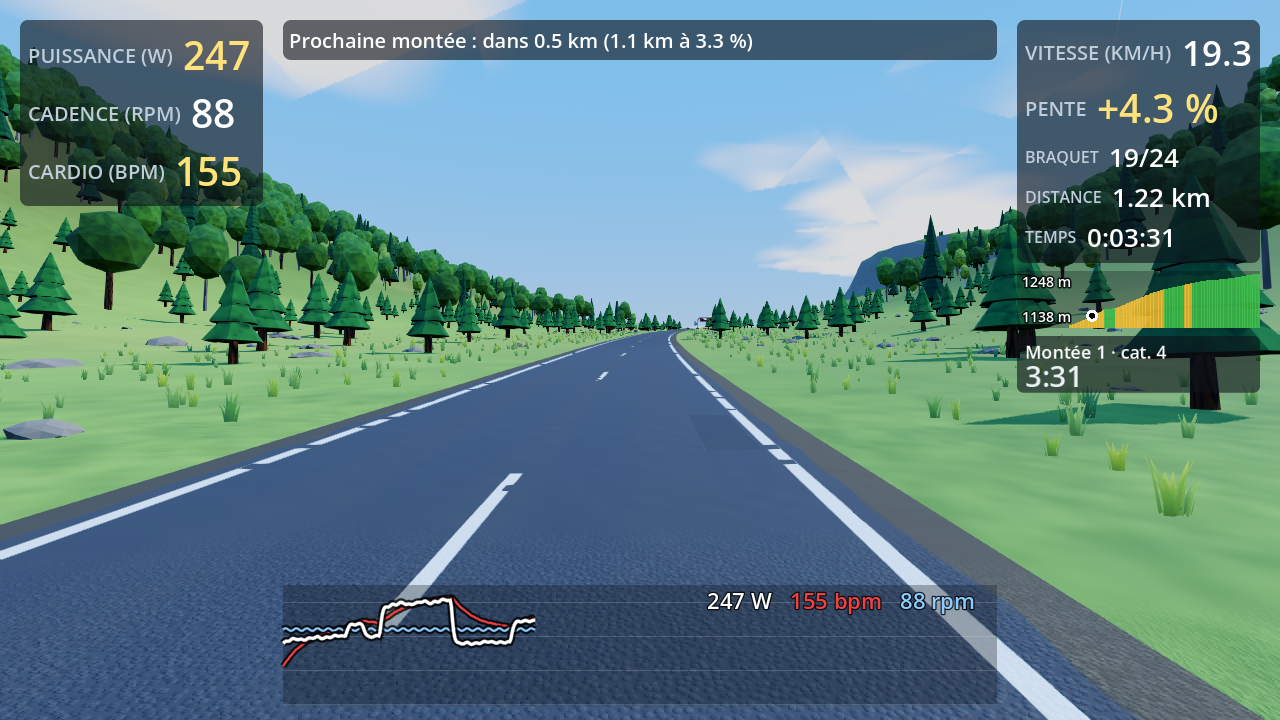 PUISSANCE (W) 247
CADENCE (RPM) 88
CARDIO (BPM) 155
Prochaine montée : dans 0.5 km (1.1 km à 3.3 %)
VITESSE (KM/H) 19.3
PENTE +4.3 %
BRAQUET 19/24
DISTANCE 1.22 km
TEMPS 0:03:31
1248 m
1138 m
Montée 1 · cat. 4
3:31
247 W 155 bpm 88 rpm